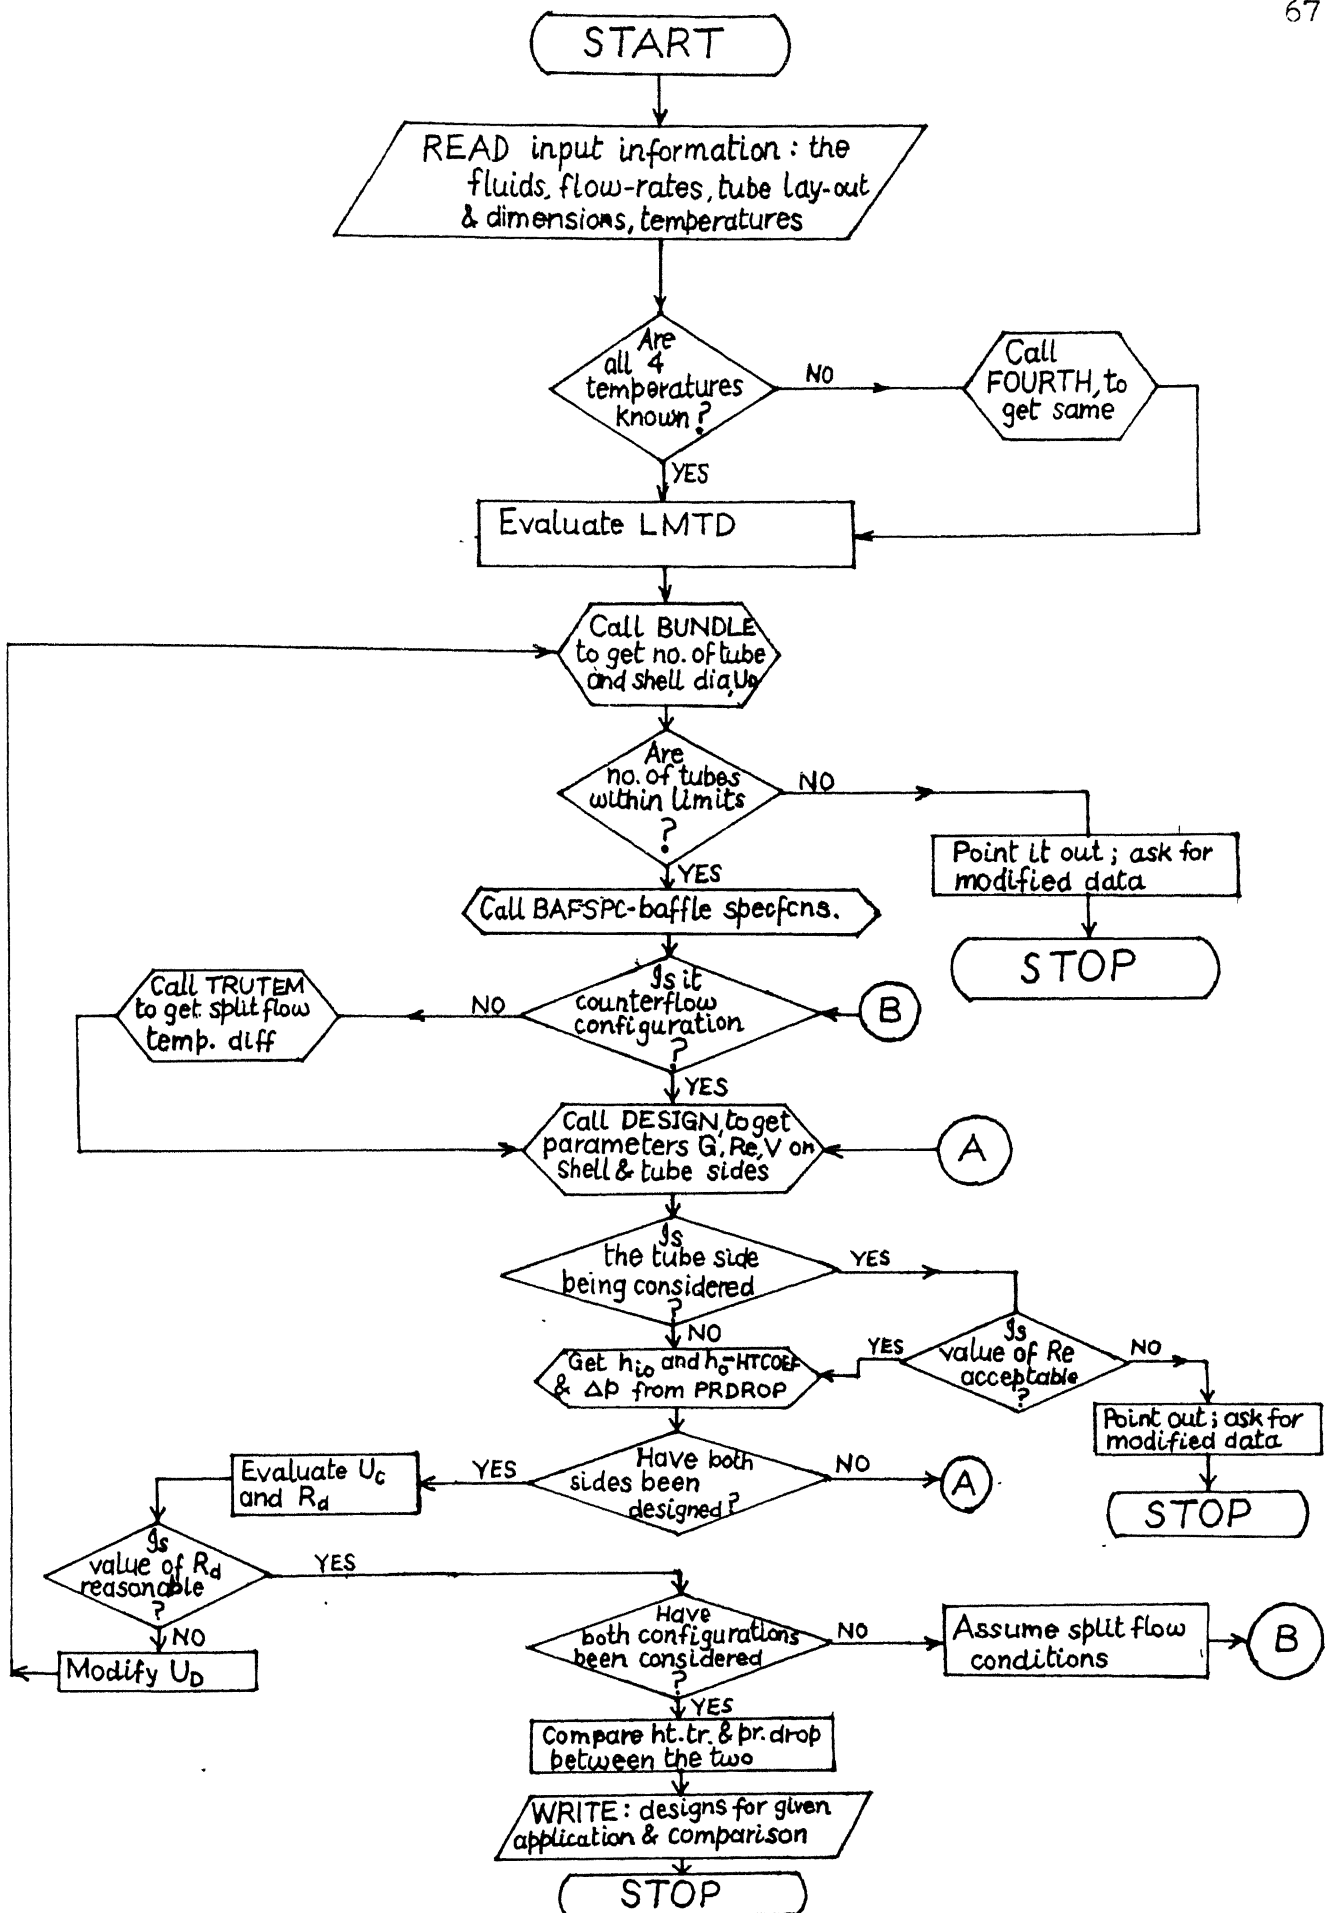 67
START
READ input information : the
fluids, flow-rates, tube lay-out
& dimensions, temperatures
Are
all 4
temperatures
known?
NO
Call
FOURTH, to
get same
YES
Evaluate LMTD
Call BUNDLE
to get no. of tube
and shell dia, U_D
Are
no. of tubes
within limits
?
NO
Point it out ; ask for
modified data
STOP
YES
Call BAFSPC-baffle specfcns.
Is it
counterflow
configuration
?
B
NO
Call TRUTEM
to get split flow
temp. diff
YES
Call DESIGN, to get
parameters G, Re, V on
shell & tube sides
A
Is
the tube side
being considered
?
YES
NO
Is
value of Re
acceptable
?
YES
NO
Point out ; ask for
modified data
STOP
Get h_io and h_o-HTCOEF
& Δp from PRDROP
Have both
sides been
designed?
NO
A
YES
Evaluate U_C
and R_d
Is
value of R_d
reasonable
?
YES
NO
Modify U_D
Have
both configurations
been considered
?
NO
Assume split flow
conditions
B
YES
Compare ht. tr. & pr. drop
between the two
WRITE : designs for given
application & comparison
STOP